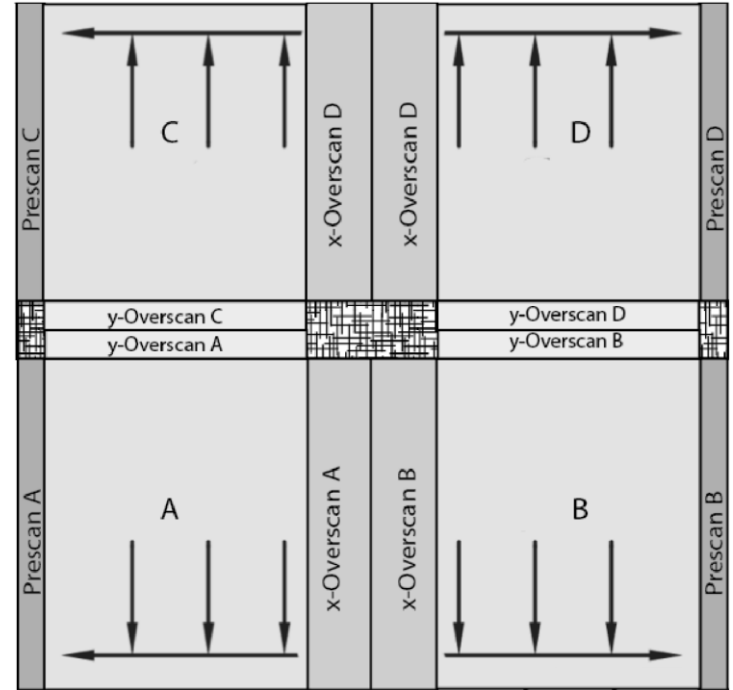 Prescan C
C
x-Overscan D
x-Overscan D
D
Prescan D
y-Overscan C
y-Overscan D
y-Overscan A
y-Overscan B
Prescan A
A
x-Overscan A
x-Overscan B
B
Prescan B